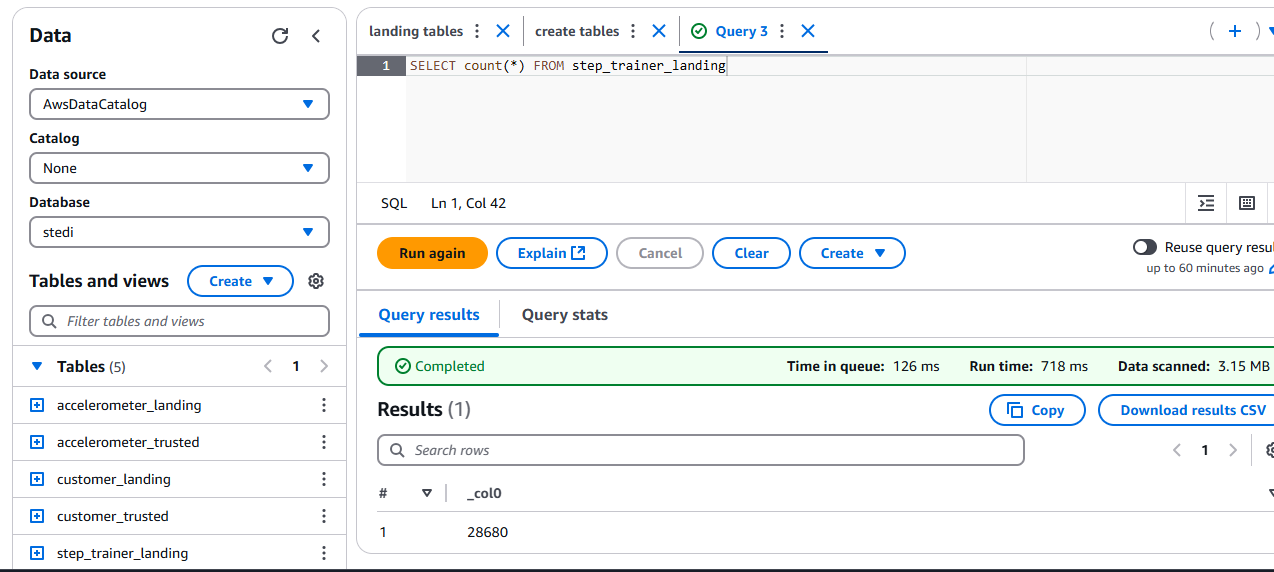 Data
Data source
AwsDataCatalog
Catalog
None
Database
stedi
Tables and views
Create
Filter tables and views
Tables (5)
1
accelerometer_landing
accelerometer_trusted
customer_landing
customer_trusted
step_trainer_landing
landing tables
create tables
Query 3
1 SELECT count(*) FROM step_trainer_landing
SQL Ln 1, Col 42
Run again Explain Cancel Clear Create
Reuse query resul
up to 60 minutes ago
Query results Query stats
Completed Time in queue: 126 ms Run time: 718 ms Data scanned: 3.15 MB
Results (1) Copy Download results CSV
Search rows 1
# _col0
1 28680